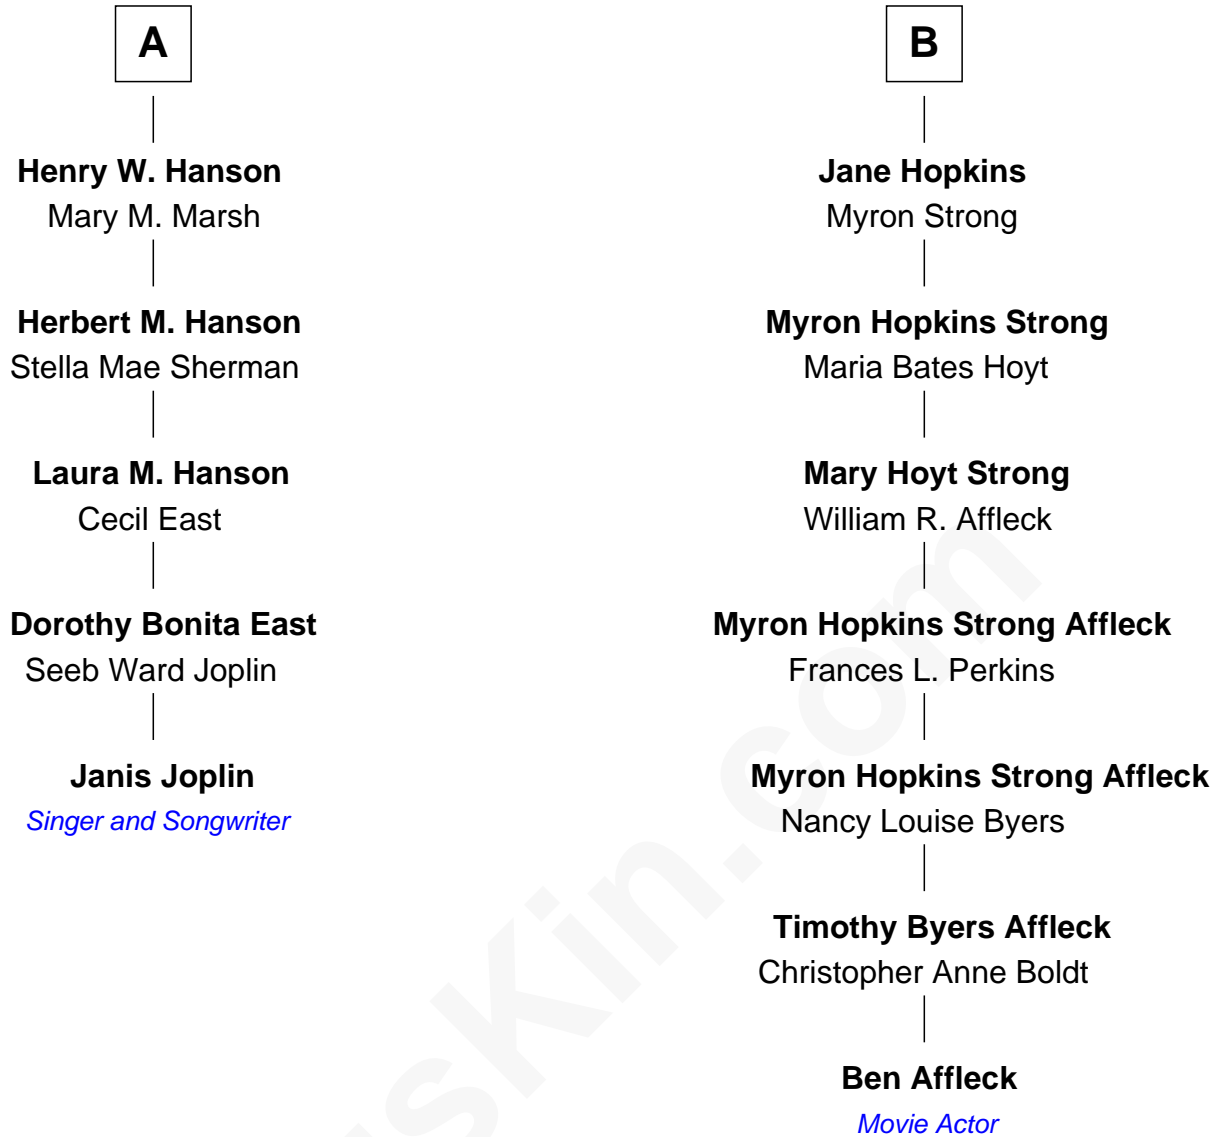 A
Henry W. Hanson
Mary M. Marsh
Herbert M. Hanson
Stella Mae Sherman
Laura M. Hanson
Cecil East
Dorothy Bonita East
Seeb Ward Joplin
Janis Joplin
Singer and Songwriter
B
Jane Hopkins
Myron Strong
Myron Hopkins Strong
Maria Bates Hoyt
Mary Hoyt Strong
William R. Affleck
Myron Hopkins Strong Affleck
Frances L. Perkins
Myron Hopkins Strong Affleck
Nancy Louise Byers
Timothy Byers Affleck
Christopher Anne Boldt
Ben Affleck
Movie Actor
sKin.com